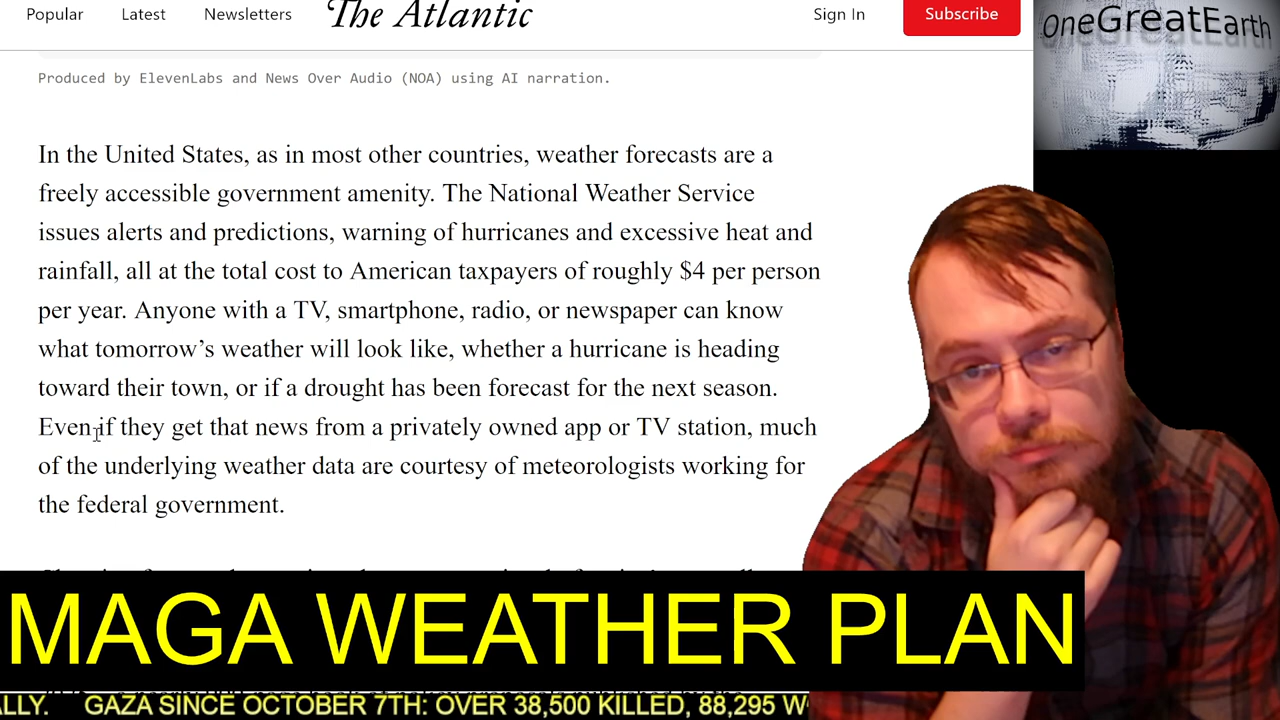 Popular Latest Newsletters The Atlantic Sign In Subscribe
OneGreatEarth
Produced by ElevenLabs and News Over Audio (NOA) using AI narration.
In the United States, as in most other countries, weather forecasts are a
freely accessible government amenity. The National Weather Service
issues alerts and predictions, warning of hurricanes and excessive heat and
rainfall, all at the total cost to American taxpayers of roughly $4 per person
per year. Anyone with a TV, smartphone, radio, or newspaper can know
what tomorrow’s weather will look like, whether a hurricane is heading
toward their town, or if a drought has been forecast for the next season.
Even if they get that news from a privately owned app or TV station, much
of the underlying weather data are courtesy of meteorologists working for
the federal government.
MAGA WEATHER PLAN
ALLY. GAZA SINCE OCTOBER 7TH: OVER 38,500 KILLED, 88,295 W